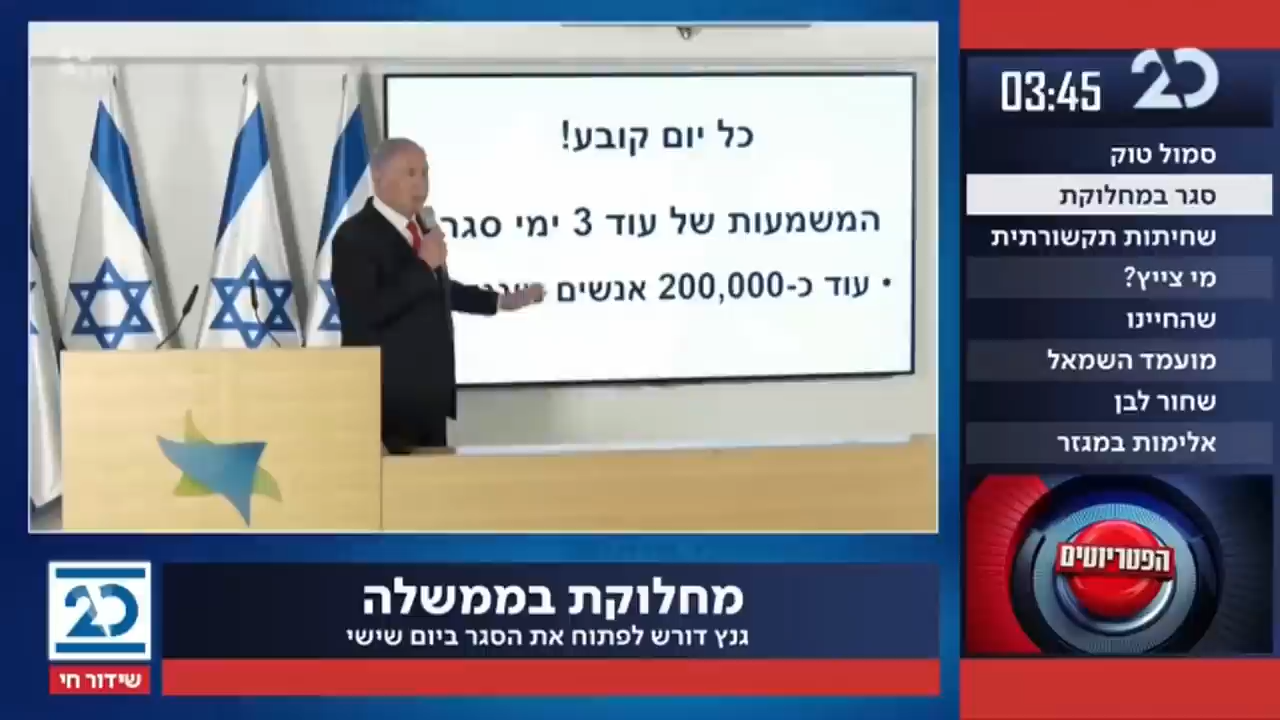 כל יום קובע!
המשמעות של עוד 3 ימי סגר
• עוד כ-200,000 אנשים
03:45
20
סמול טוק
סגר במחלוקת
שחיתות תקשורתית
מי צייץ?
שהחיינו
מועמד השמאל
שחור לבן
אלימות במגזר
הפטריוטים
20
שידור חי
מחלוקת בממשלה
גנץ דורש לפתוח את הסגר ביום שישי